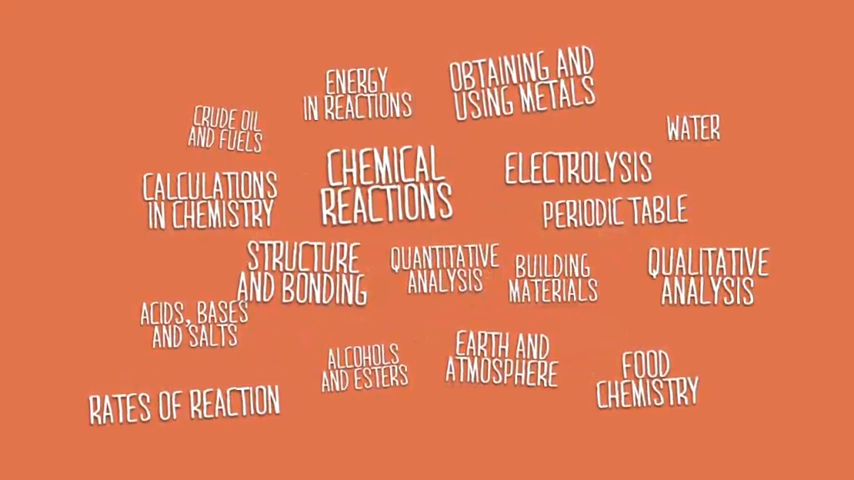 ENERGY
IN REACTIONS
OBTAINING AND
USING METALS
CRUDE OIL
AND FUELS
WATER
CALCULATIONS
IN CHEMISTRY
CHEMICAL
REACTIONS
ELECTROLYSIS
PERIODIC TABLE
STRUCTURE
AND BONDING
QUANTITATIVE
ANALYSIS
BUILDING
MATERIALS
QUALITATIVE
ANALYSIS
ACIDS, BASES
AND SALTS
ALCOHOLS
AND ESTERS
EARTH AND
ATMOSPHERE
FOOD
CHEMISTRY
RATES OF REACTION